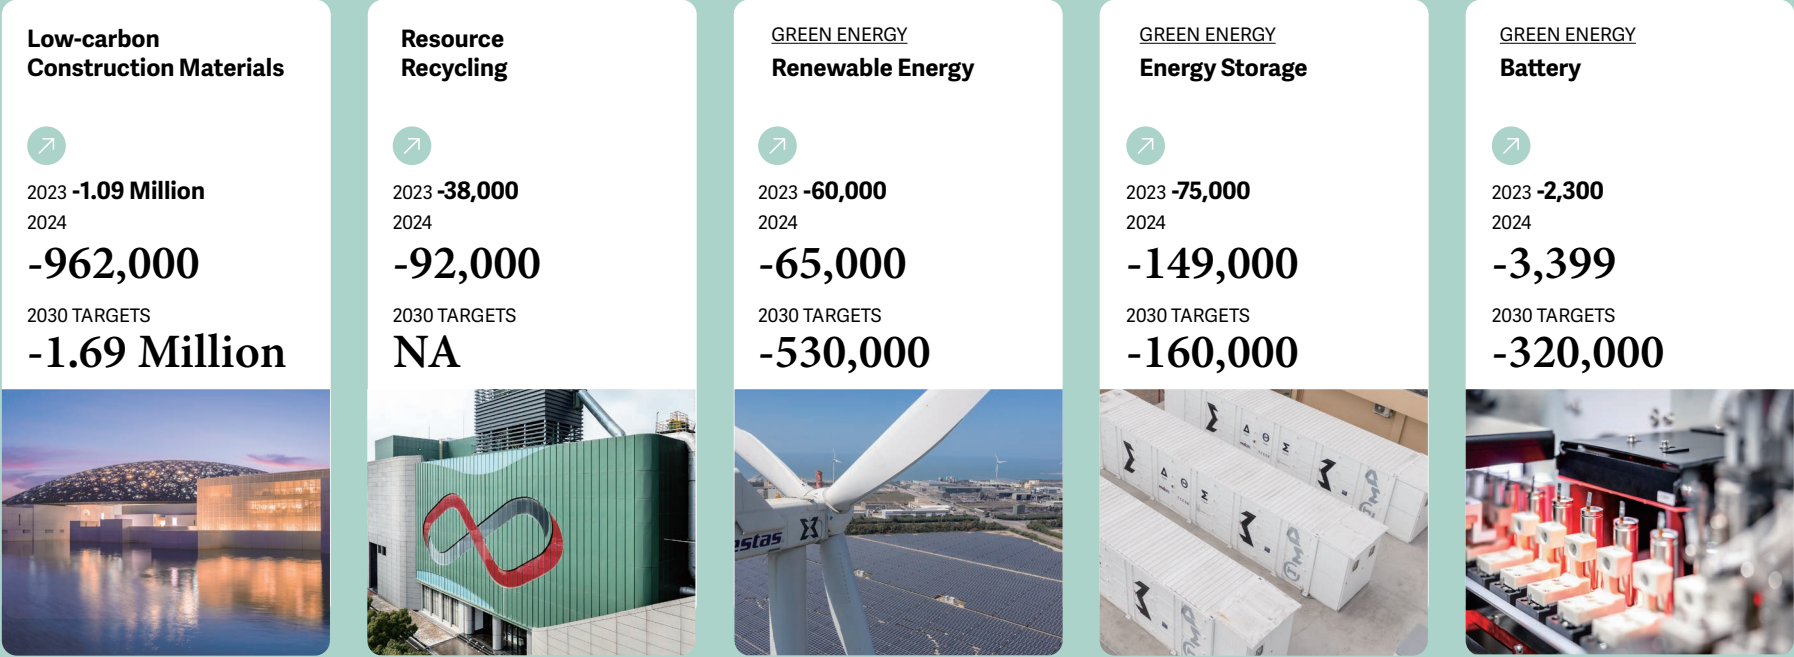 Low-carbon
Construction Materials
2023 -1.09 Million
2024
-962,000
2030 TARGETS
-1.69 Million
Resource
Recycling
2023 -38,000
2024
-92,000
2030 TARGETS
NA
GREEN ENERGY
Renewable Energy
2023 -60,000
2024
-65,000
2030 TARGETS
-530,000
estas
GREEN ENERGY
Energy Storage
2023 -75,000
2024
-149,000
2030 TARGETS
-160,000
GREEN ENERGY
Battery
2023 -2,300
2024
-3,399
2030 TARGETS
-320,000